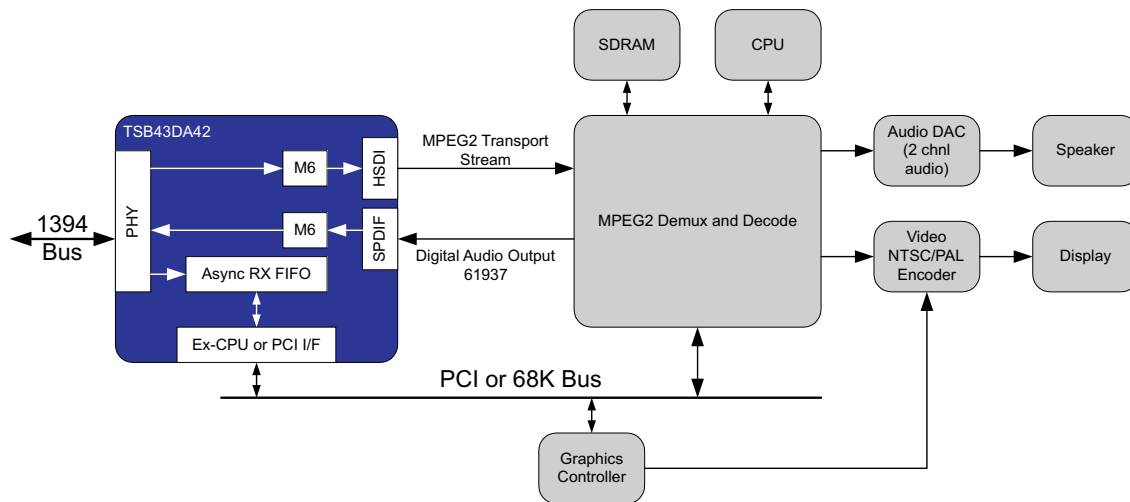 SDRAM
CPU
TSB43DA42
PHY
M6
HSDI
MPEG2 Transport
Stream
MPEG2 Demux and Decode
Audio DAC
(2 chnl
audio)
Speaker
1394
Bus
M6
SPDIF
Digital Audio Output
61937
Video
NTSC/PAL
Encoder
Display
Async RX FIFO
Ex-CPU or PCI I/F
PCI or 68K Bus
Graphics
Controller